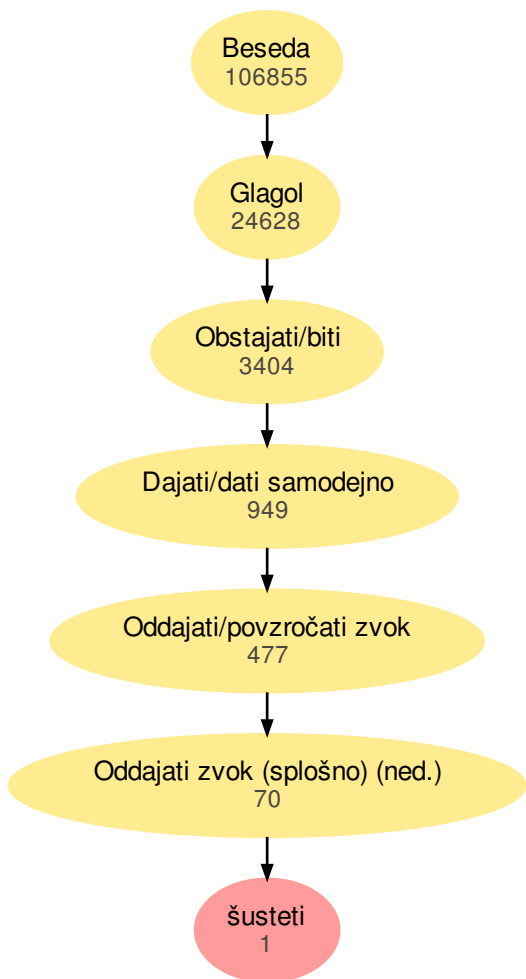 Beseda
106855
Glagol
24628
Obstajati/biti
3404
Dajati/dati samodejno
949
Oddajati/povzročati zvok
477
Oddajati zvok (splošno) (ned.)
70
šusteti
1